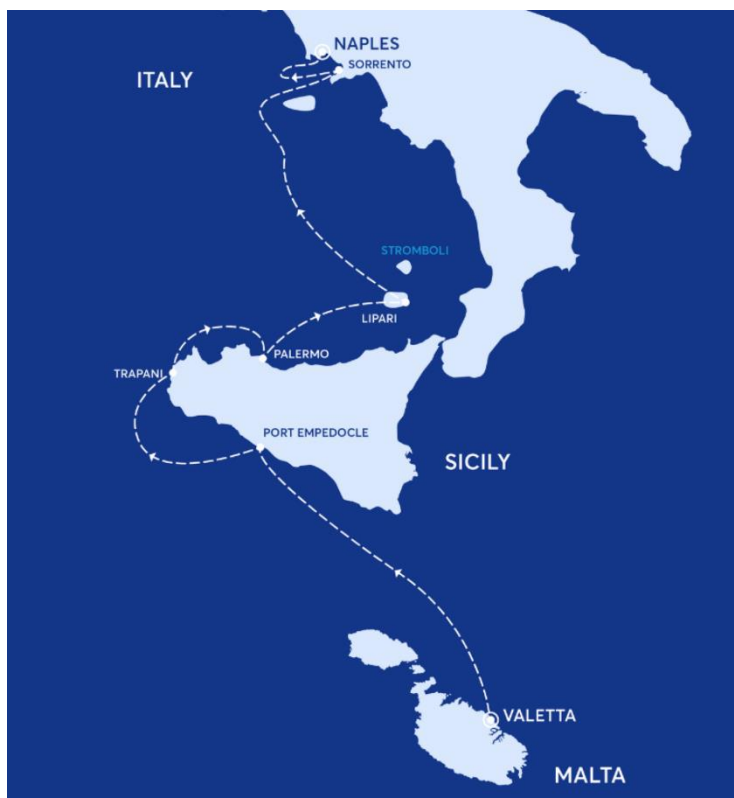 NAPLES
SORRENTO
ITALY
STROMBOLI
LIPARI
PALERMO
TRAPANI
PORT EMPEDOCLE
SICILY
VALETTA
MALTA